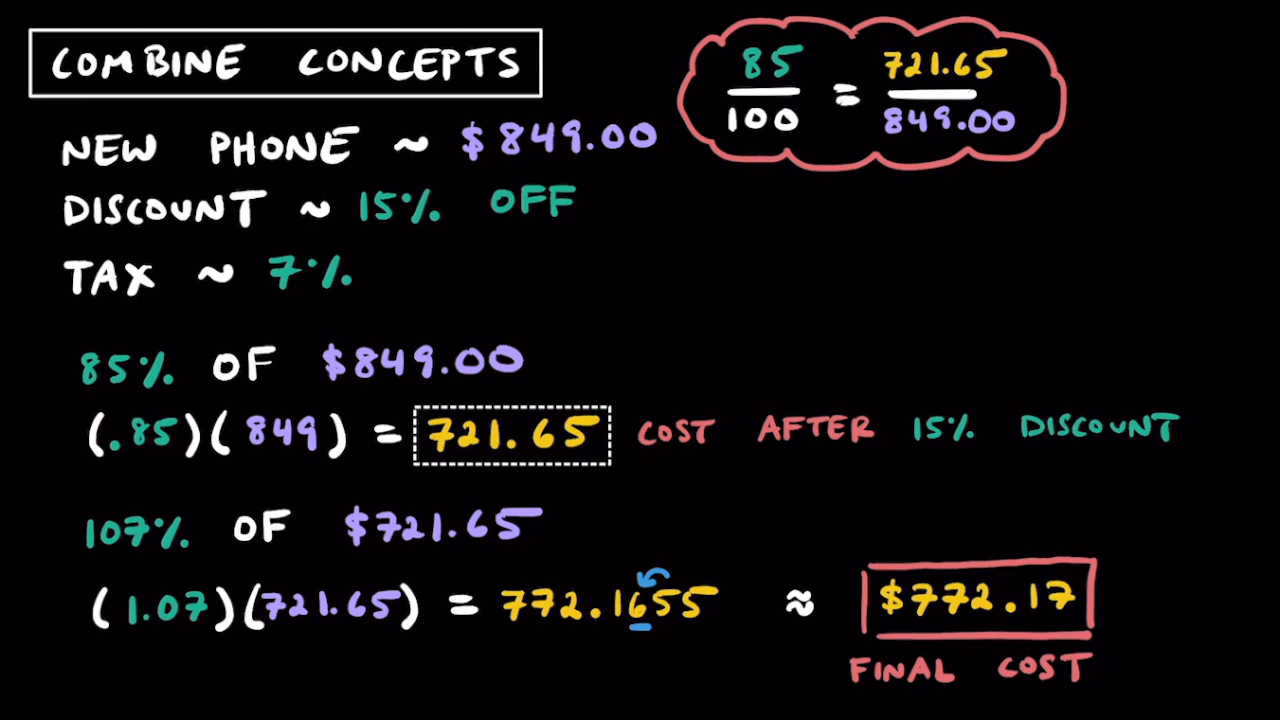 COMBINE CONCEPTS
85/100 = 721.65/849.00
NEW PHONE ~ $849.00
DISCOUNT ~ 15% OFF
TAX ~ 7%
85% OF $849.00
(.85)(849) = 721.65 COST AFTER 15% DISCOUNT
107% OF $721.65
(1.07)(721.65) = 772.1655 ≈ $772.17
FINAL COST